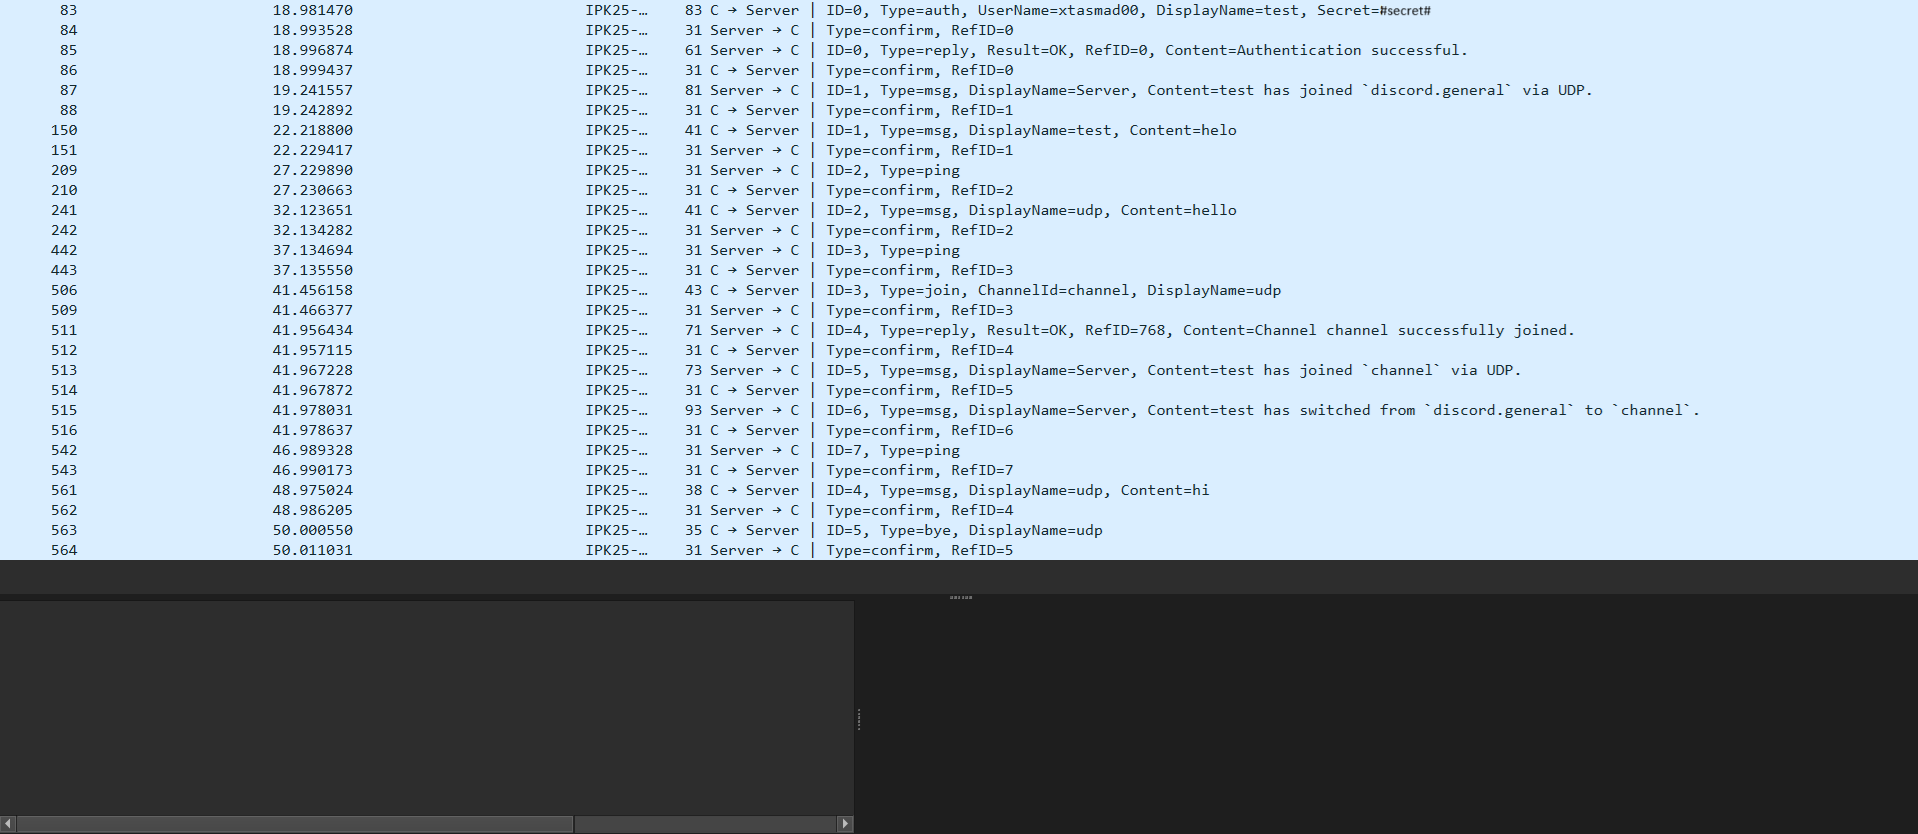 83 18.981470 IPK25-… 83 C → Server | ID=0, Type=auth, UserName=xtasmad00, DisplayName=test, Secret=#secret#
84 18.993528 IPK25-… 31 Server → C | Type=confirm, RefID=0
85 18.996874 IPK25-… 61 Server → C | ID=0, Type=reply, Result=OK, RefID=0, Content=Authentication successful.
86 18.999437 IPK25-… 31 C → Server | Type=confirm, RefID=0
87 19.241557 IPK25-… 81 Server → C | ID=1, Type=msg, DisplayName=Server, Content=test has joined `discord.general` via UDP.
88 19.242892 IPK25-… 31 C → Server | Type=confirm, RefID=1
150 22.218800 IPK25-… 41 C → Server | ID=1, Type=msg, DisplayName=test, Content=helo
151 22.229417 IPK25-… 31 Server → C | Type=confirm, RefID=1
209 27.229890 IPK25-… 31 Server → C | ID=2, Type=ping
210 27.230663 IPK25-… 31 C → Server | Type=confirm, RefID=2
241 32.123651 IPK25-… 41 C → Server | ID=2, Type=msg, DisplayName=udp, Content=hello
242 32.134282 IPK25-… 31 Server → C | Type=confirm, RefID=2
442 37.134694 IPK25-… 31 Server → C | ID=3, Type=ping
443 37.135550 IPK25-… 31 C → Server | Type=confirm, RefID=3
506 41.456158 IPK25-… 43 C → Server | ID=3, Type=join, ChannelId=channel, DisplayName=udp
509 41.466377 IPK25-… 31 Server → C | Type=confirm, RefID=3
511 41.956434 IPK25-… 71 Server → C | ID=4, Type=reply, Result=OK, RefID=768, Content=Channel channel successfully joined.
512 41.957115 IPK25-… 31 C → Server | Type=confirm, RefID=4
513 41.967228 IPK25-… 73 Server → C | ID=5, Type=msg, DisplayName=Server, Content=test has joined `channel` via UDP.
514 41.967872 IPK25-… 31 C → Server | Type=confirm, RefID=5
515 41.978031 IPK25-… 93 Server → C | ID=6, Type=msg, DisplayName=Server, Content=test has switched from `discord.general` to `channel`.
516 41.978637 IPK25-… 31 C → Server | Type=confirm, RefID=6
542 46.989328 IPK25-… 31 Server → C | ID=7, Type=ping
543 46.990173 IPK25-… 31 C → Server | Type=confirm, RefID=7
561 48.975024 IPK25-… 38 C → Server | ID=4, Type=msg, DisplayName=udp, Content=hi
562 48.986205 IPK25-… 31 Server → C | Type=confirm, RefID=4
563 50.000550 IPK25-… 35 C → Server | ID=5, Type=bye, DisplayName=udp
564 50.011031 IPK25-… 31 Server → C | Type=confirm, RefID=5